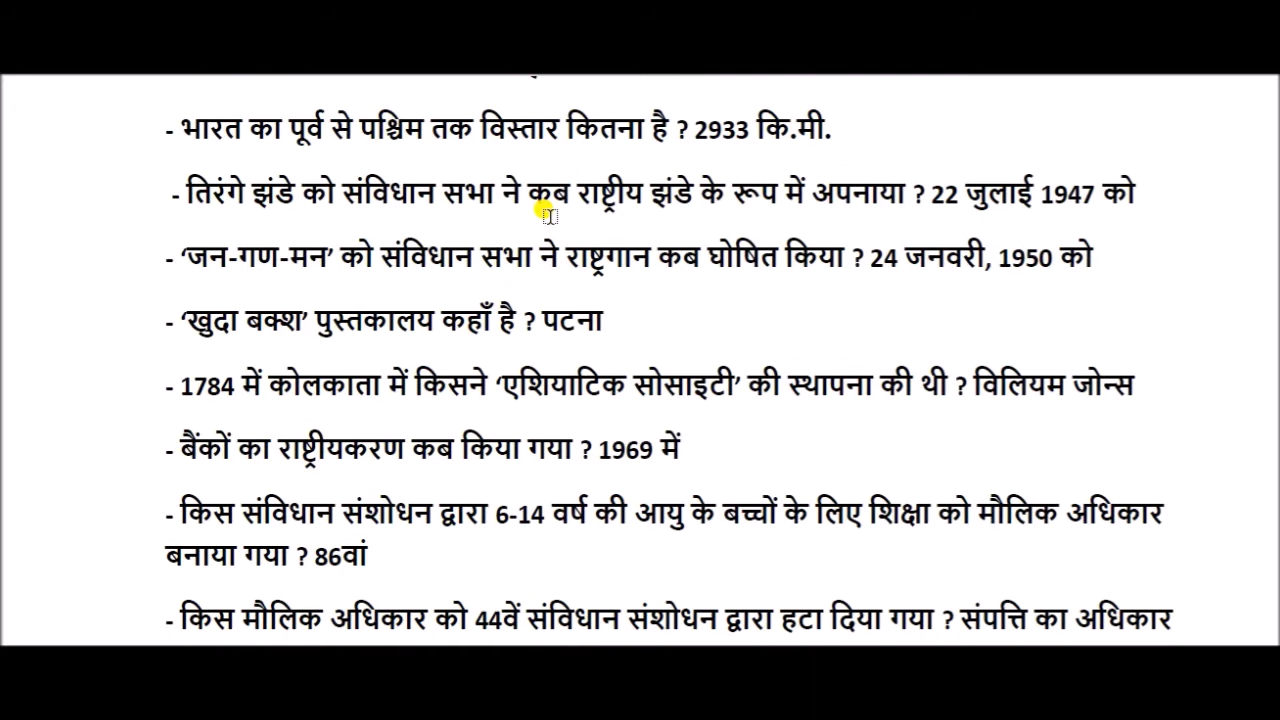 - भारत का पूर्व से पश्चिम तक विस्तार कितना है ? 2933 कि.मी.
- तिरंगे झंडे को संविधान सभा ने कब राष्ट्रीय झंडे के रूप में अपनाया ? 22 जुलाई 1947 को
- ‘जन-गण-मन’ को संविधान सभा ने राष्ट्रगान कब घोषित किया ? 24 जनवरी, 1950 को
- ‘खुदा बक्श’ पुस्तकालय कहाँ है ? पटना
- 1784 में कोलकाता में किसने ‘एशियाटिक सोसाइटी’ की स्थापना की थी ? विलियम जोन्स
- बैंकों का राष्ट्रीयकरण कब किया गया ? 1969 में
- किस संविधान संशोधन द्वारा 6-14 वर्ष की आयु के बच्चों के लिए शिक्षा को मौलिक अधिकार
बनाया गया ? 86वां
- किस मौलिक अधिकार को 44वें संविधान संशोधन द्वारा हटा दिया गया ? संपत्ति का अधिकार